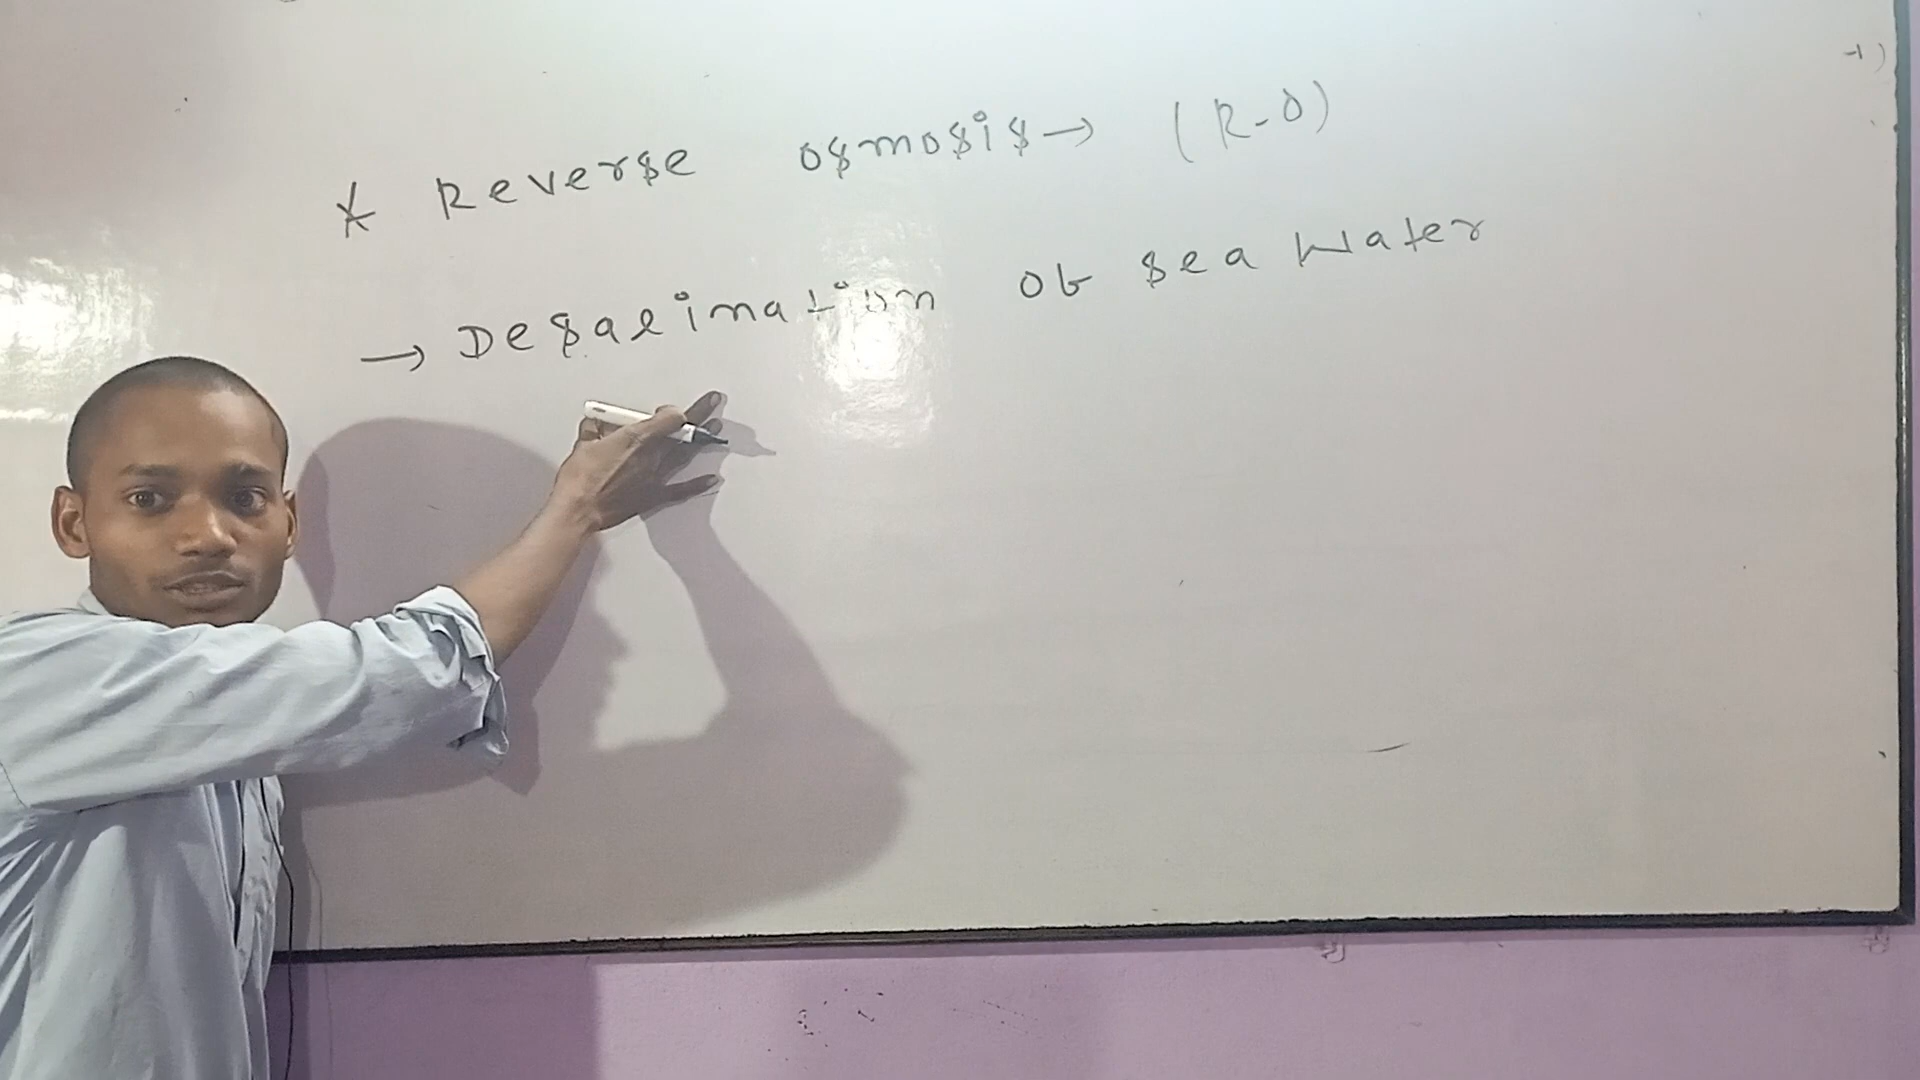 * Reverse osmosis → (R-O)
→ Desalination of sea water